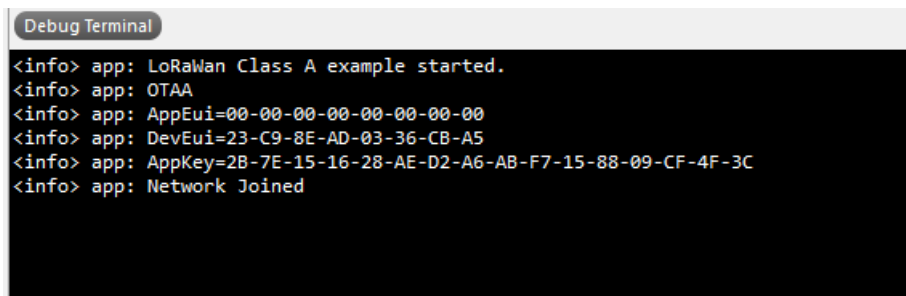 Debug Terminal
<info> app: LoRaWan Class A example started.
<info> app: OTAA
<info> app: AppEui=00-00-00-00-00-00-00-00
<info> app: DevEui=23-C9-8E-AD-03-36-CB-A5
<info> app: AppKey=2B-7E-15-16-28-AE-D2-A6-AB-F7-15-88-09-CF-4F-3C
<info> app: Network Joined